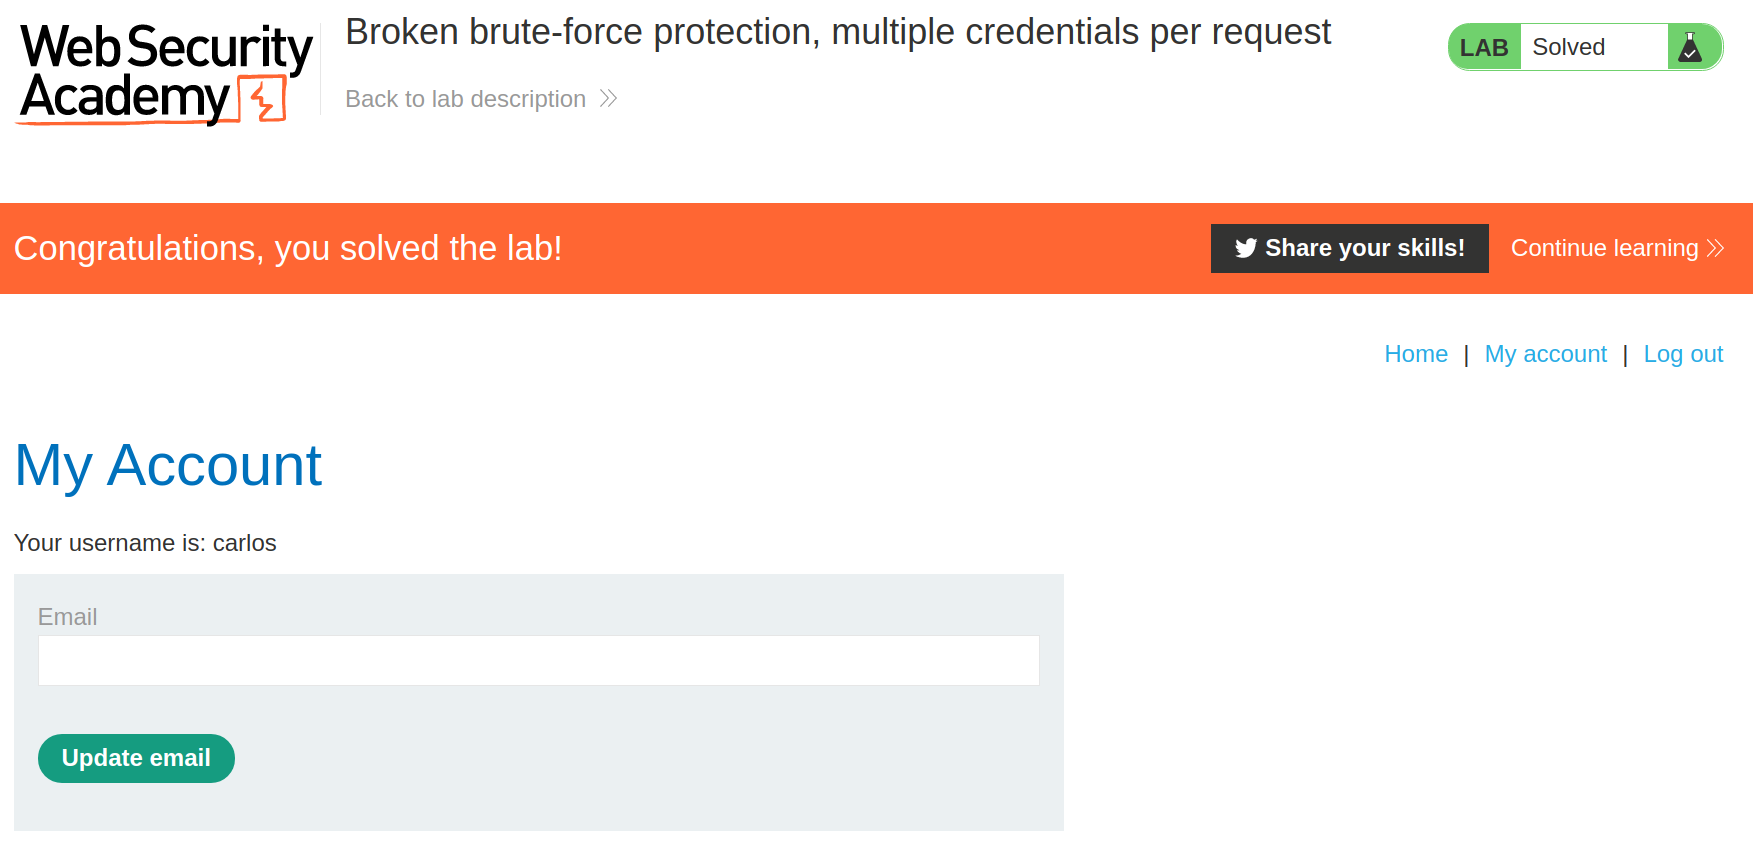 Web Security
Academy
Broken brute-force protection, multiple credentials per request
Back to lab description
LAB Solved
Congratulations, you solved the lab!
Share your skills! Continue learning
Home | My account | Log out
My Account
Your username is: carlos
Email
Update email